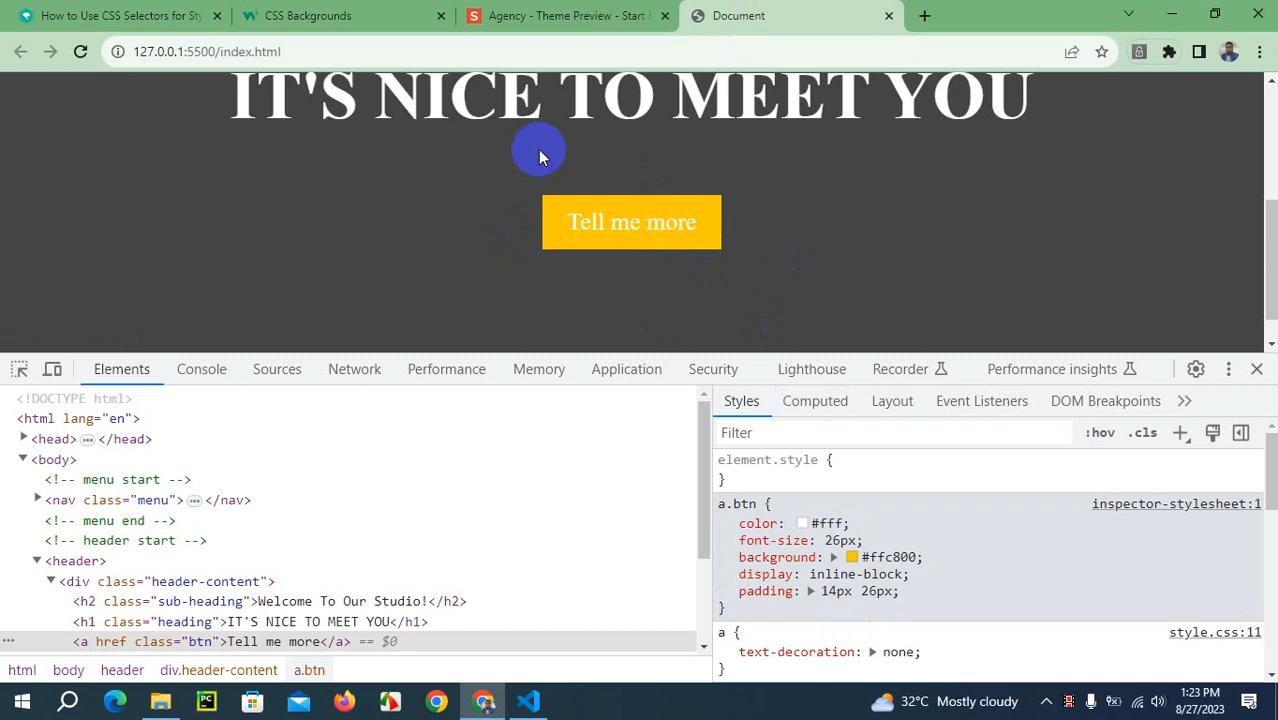 How to Use CSS Selectors for Sty
CSS Backgrounds
Agency - Theme Preview - Start
Document
127.0.0.1:5500/index.html
IT'S NICE TO MEET YOU
Tell me more
Elements Console Sources Network Performance Memory Application Security Lighthouse Recorder Performance insights
<!DOCTYPE html>
<html lang="en">
<head> ••• </head>
<body>
<!-- menu start -->
<nav class="menu"> ••• </nav>
<!-- menu end -->
<!-- header start -->
<header>
<div class="header-content">
<h2 class="sub-heading">Welcome To Our Studio!</h2>
<h1 class="heading">IT'S NICE TO MEET YOU</h1>
<a href class="btn">Tell me more</a> == $0
html body header div.header-content a.btn
Styles Computed Layout Event Listeners DOM Breakpoints
Filter :hov .cls
element.style {
}
a.btn { inspector-stylesheet:1
color: #fff;
font-size: 26px;
background: #ffc800;
display: inline-block;
padding: 14px 26px;
}
a { style.css:11
text-decoration: none;
}
32°C Mostly cloudy
1:23 PM
8/27/2023